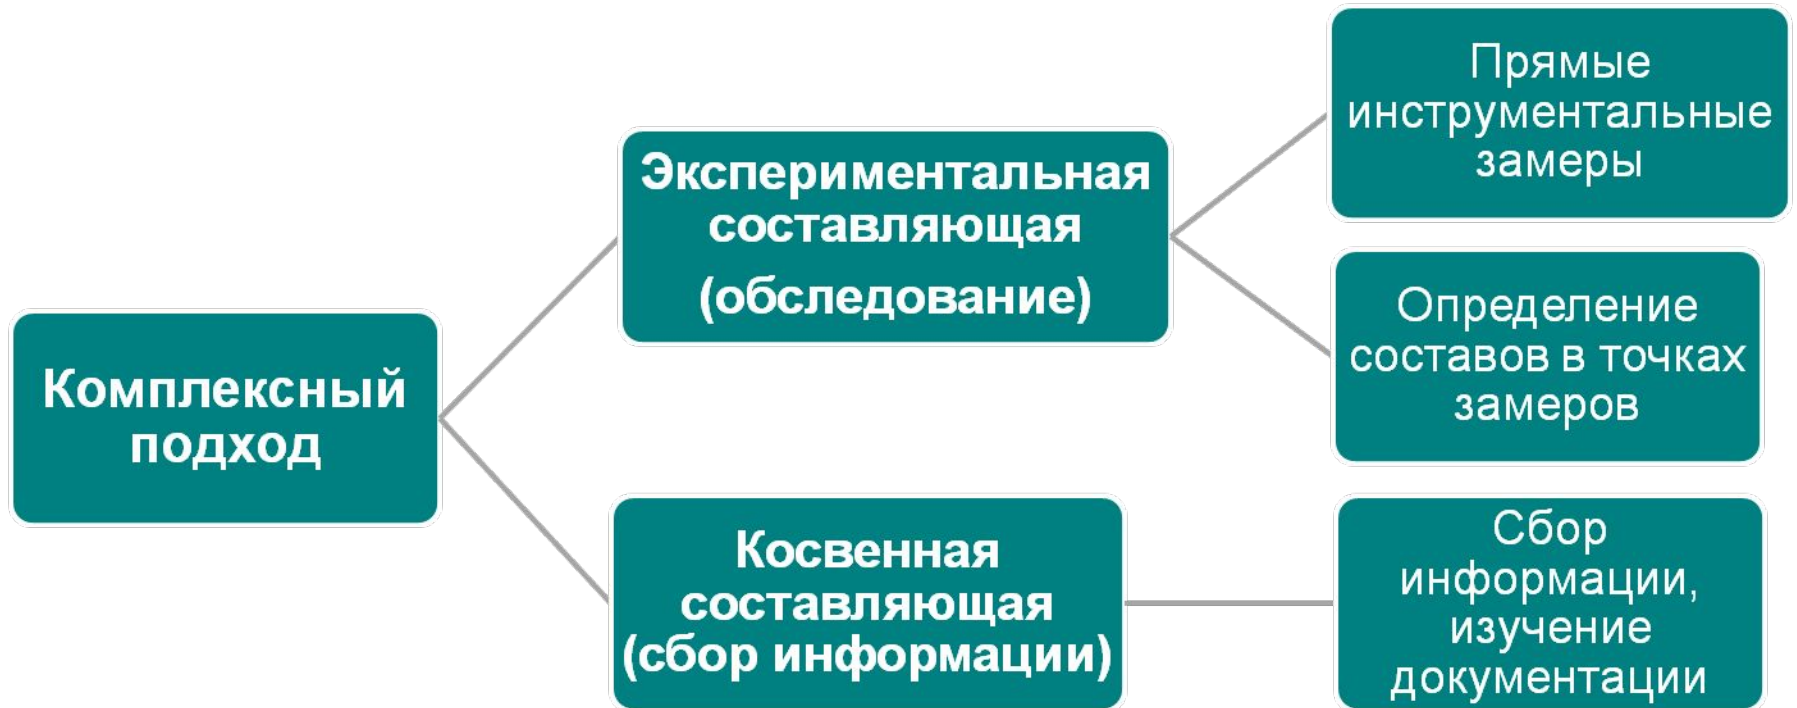 Комплексный
подход
Экспериментальная
составляющая
(обследование)
Косвенная
составляющая
(сбор информации)
Прямые
инструментальные
замеры
Определение
составов в точках
замеров
Сбор
информации,
изучение
документации